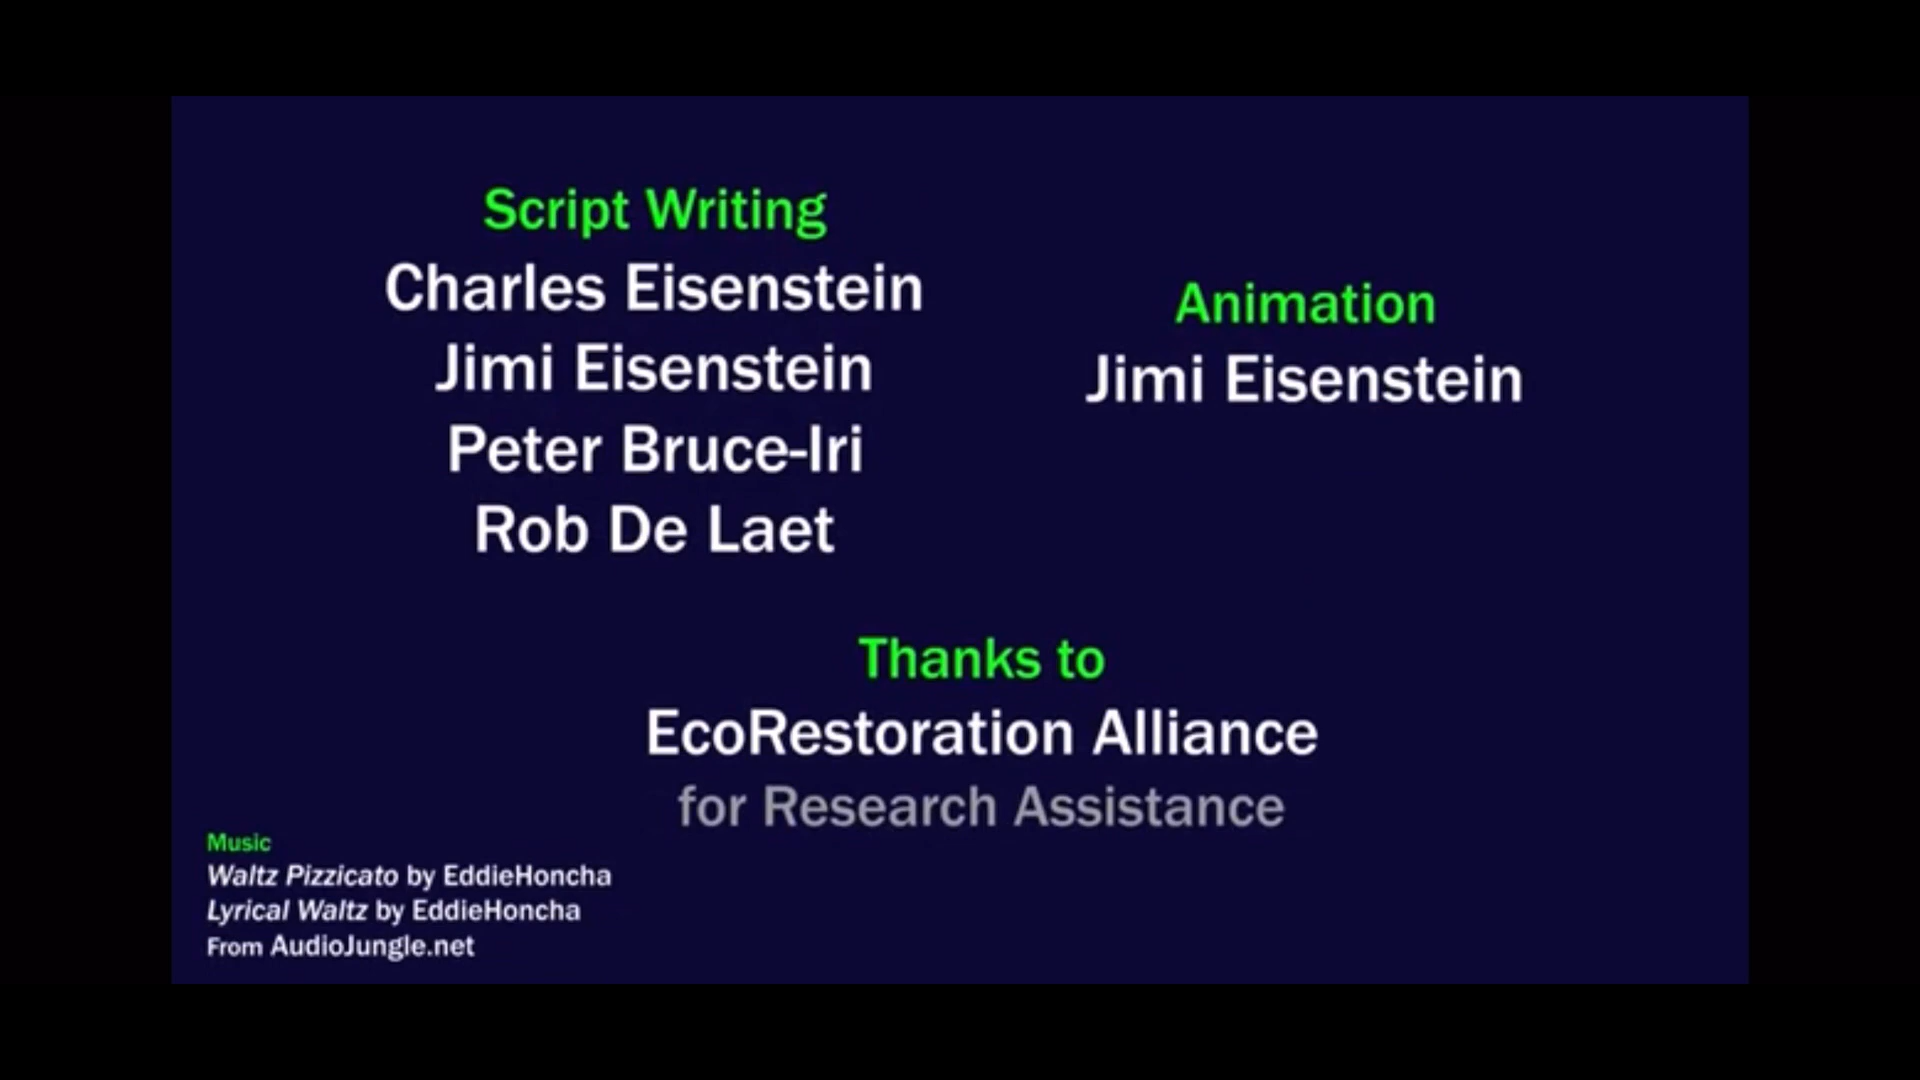 Script Writing
Charles Eisenstein
Jimi Eisenstein
Peter Bruce-Iri
Rob De Laet
Animation
Jimi Eisenstein
Thanks to
EcoRestoration Alliance
for Research Assistance
Music
Waltz Pizzicato by EddieHoncha
Lyrical Waltz by EddieHoncha
From AudioJungle.net